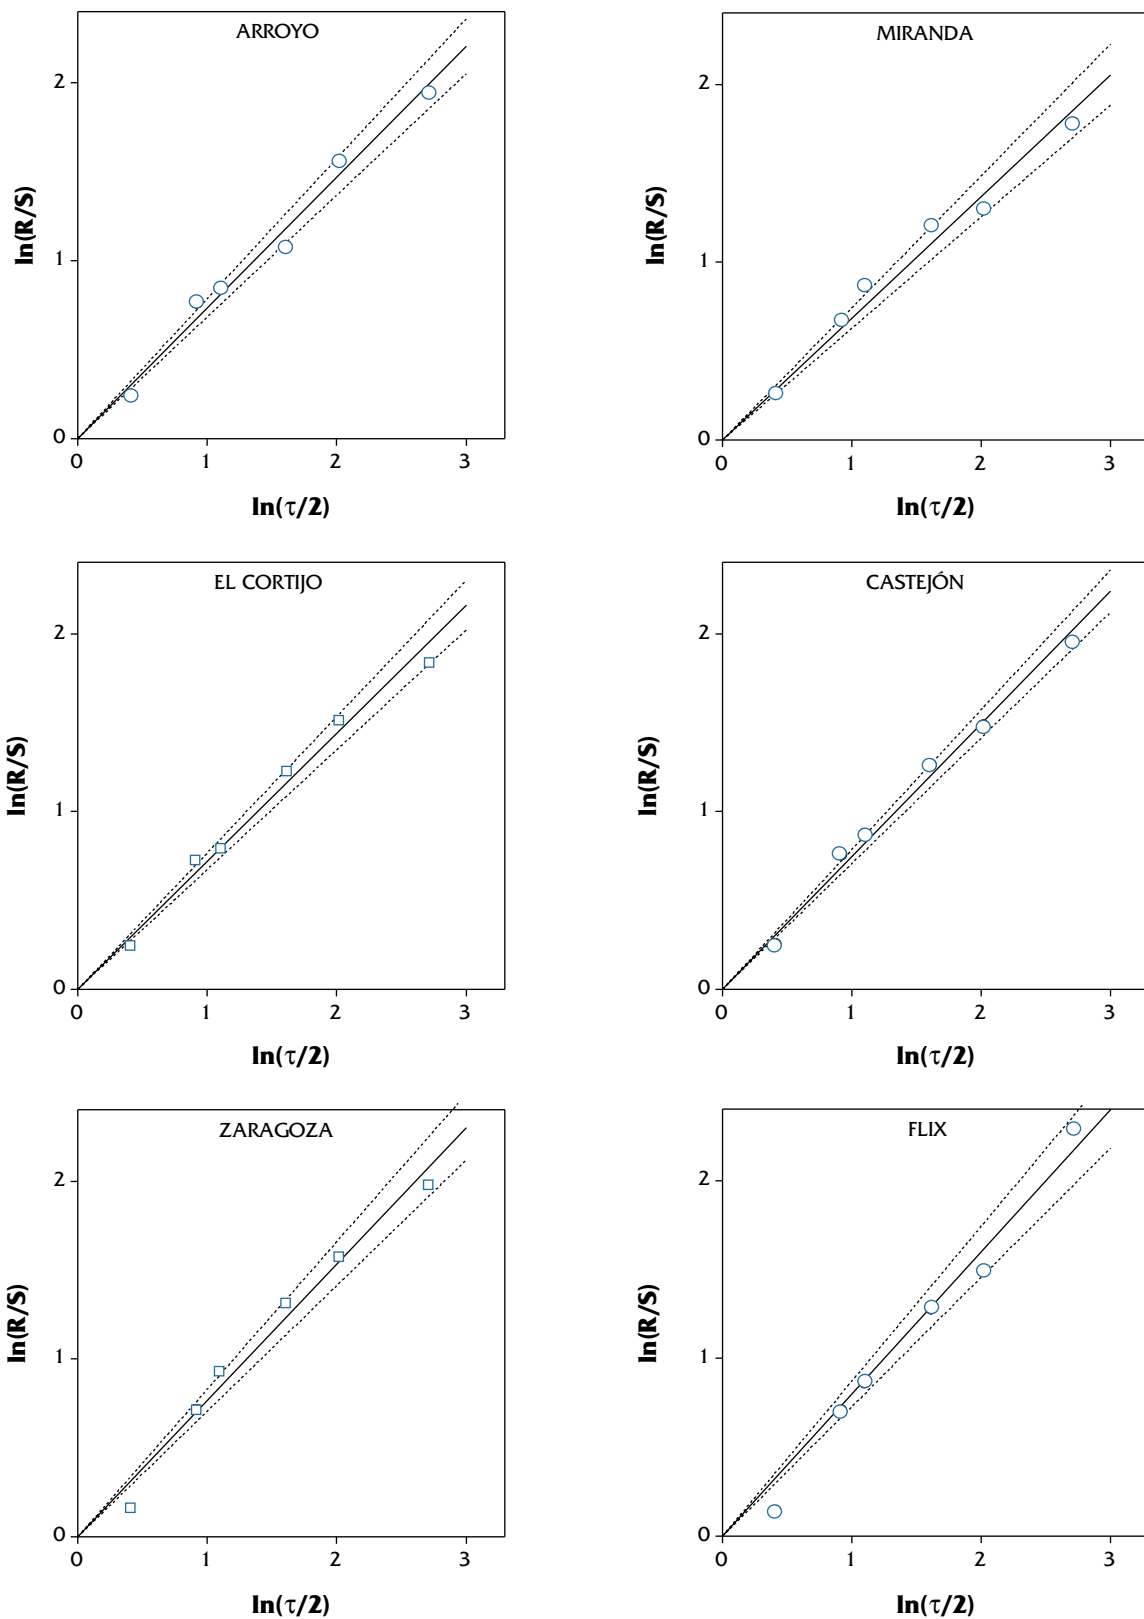 ARROYO
ln(R/S)
2
1
0
0 1 2 3
ln(τ/2)
MIRANDA
ln(R/S)
2
1
0
0 1 2 3
ln(τ/2)
EL CORTIJO
ln(R/S)
2
1
0
0 1 2 3
ln(τ/2)
CASTEJÓN
ln(R/S)
2
1
0
0 1 2 3
ln(τ/2)
ZARAGOZA
ln(R/S)
2
1
0
0 1 2 3
ln(τ/2)
FLIX
ln(R/S)
2
1
0
0 1 2 3
ln(τ/2)